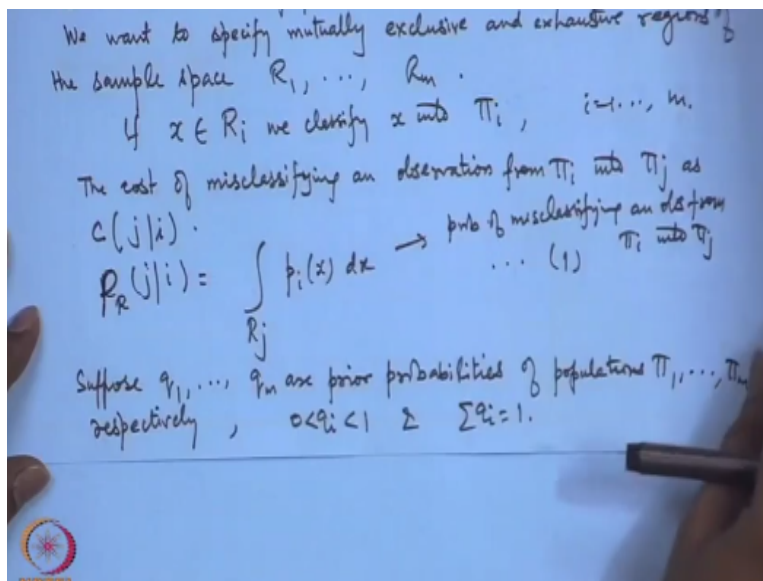 We want to specify mutually exclusive and exhaustive regions of
the sample space R₁, ..., Rₘ.
If x ∈ Rᵢ we classify x into Πᵢ, i=1..., m.
The cost of misclassifying an observation from Πᵢ into Πⱼ as
C(j|i).
p_R(j|i) = ∫_{Rⱼ} pᵢ(x) dx → prob of misclassifying an obs from
... (1) Πᵢ into Πⱼ
Suppose q₁, ..., qₘ are prior probabilities of populations Π₁, ..., Πₘ
respectively, 0<qᵢ<1 & Σqᵢ=1.